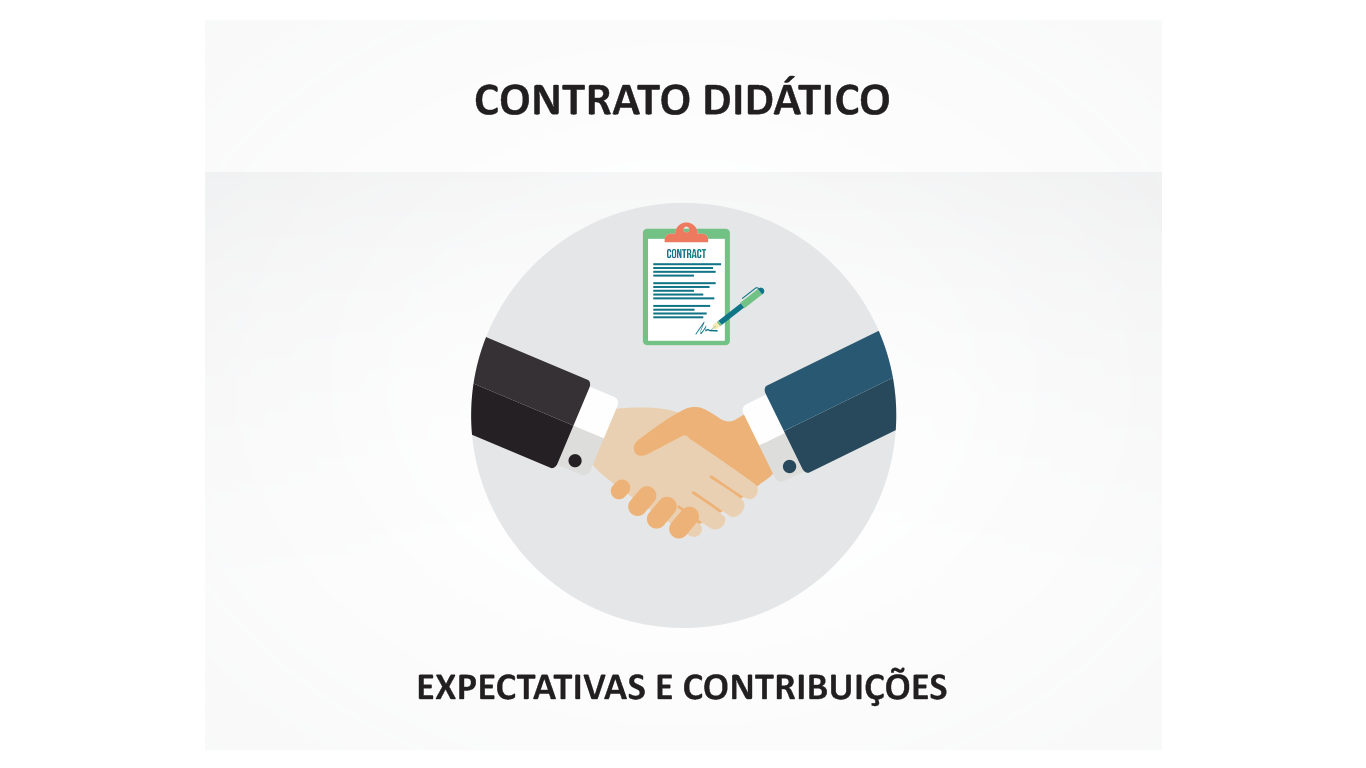 CONTRATO DIDÁTICO
CONTRACT
EXPECTATIVAS E CONTRIBUIÇÕES